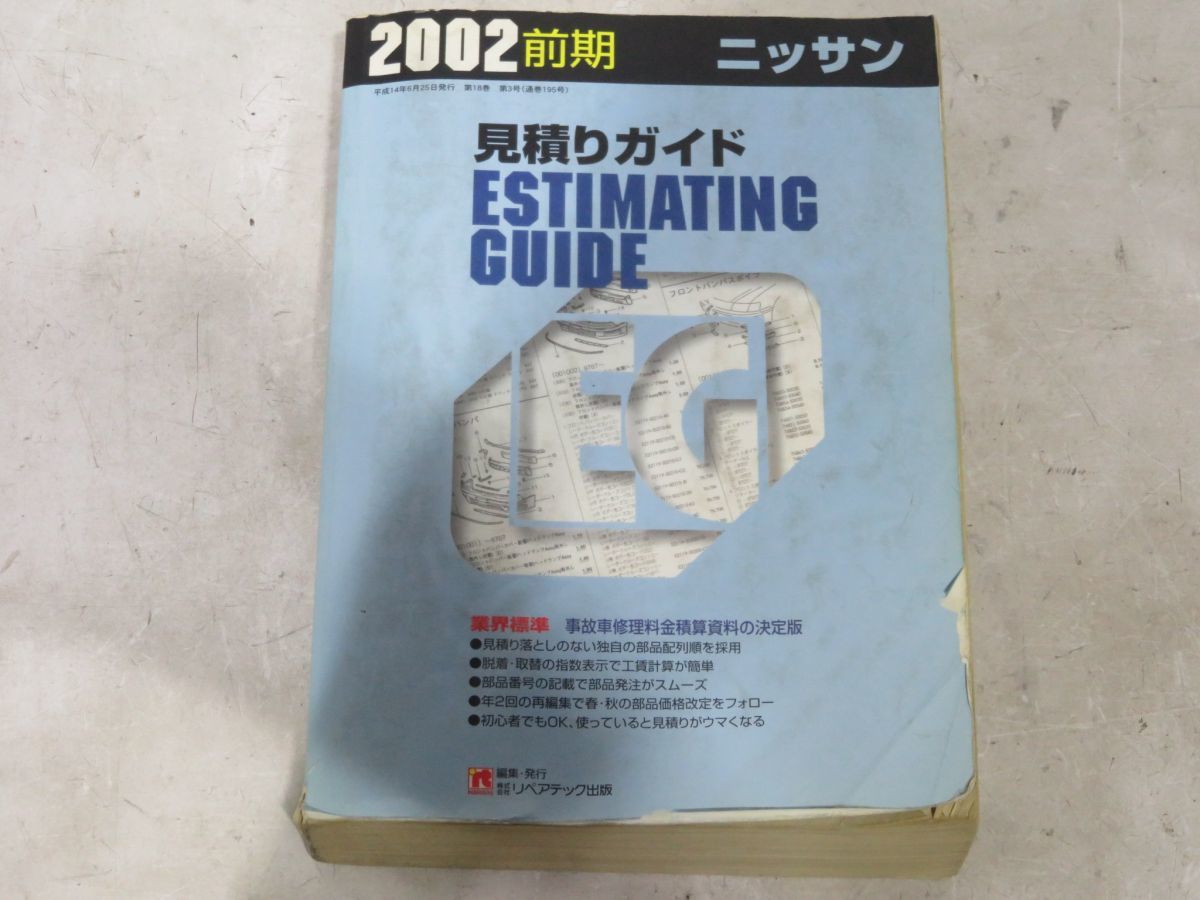 2002 前期 ニッサン
平成14年6月25日発行 第18巻 第3号(通巻195号)
見積りガイド
ESTIMATING
GUIDE
フロントバンパ
EG
業界標準 事故車修理料金積算資料の決定版
●見積り落としのない独自の部品配列順を採用
●脱着・取替の指数表示で工賃計算が簡単
●部品番号の記載で部品発注がスムーズ
●年2回の再編集で春・秋の部品価格改定をフォロー
●初心者でもOK、使っていると見積りがウマくなる
rt 編集・発行
株式会社 リペアテック出版